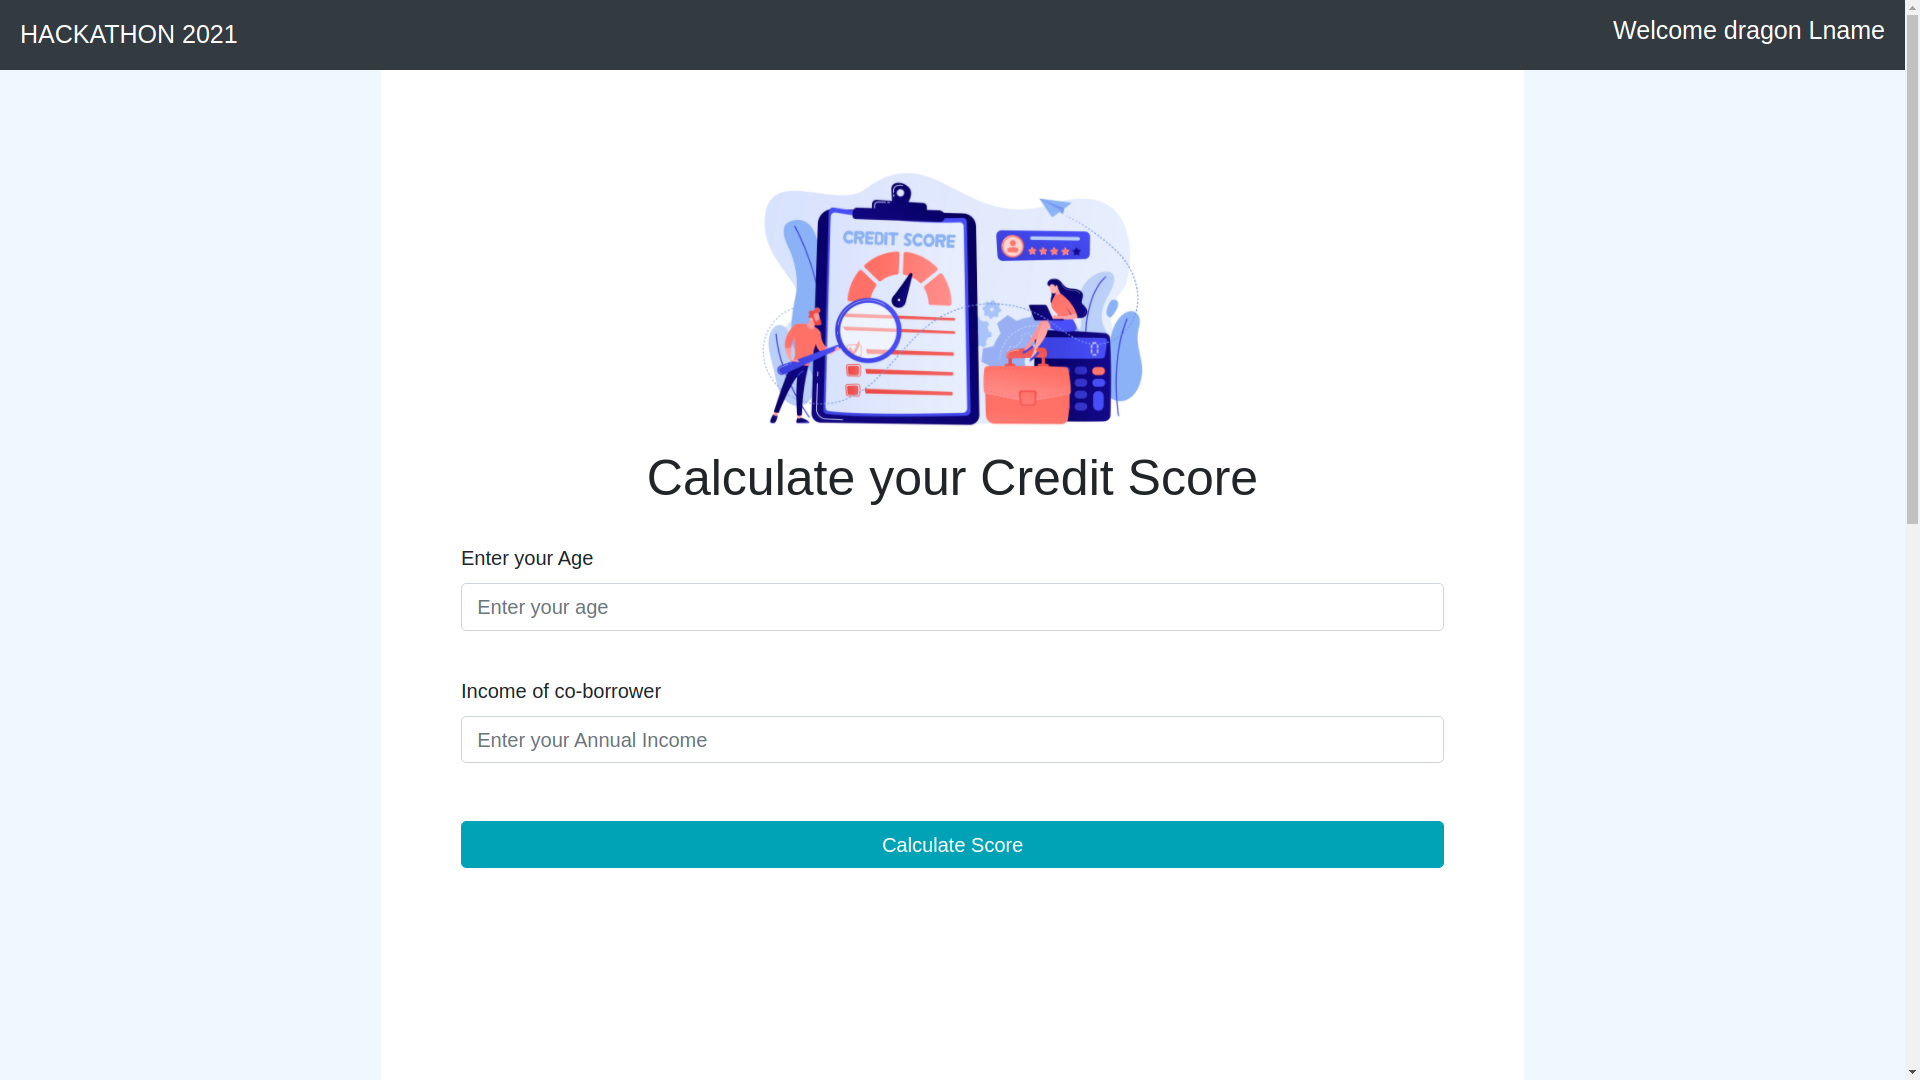 HACKATHON 2021
Welcome dragon Lname
CREDIT SCORE
0
Calculate your Credit Score
Enter your Age
Enter your age
Income of co-borrower
Enter your Annual Income
Calculate Score